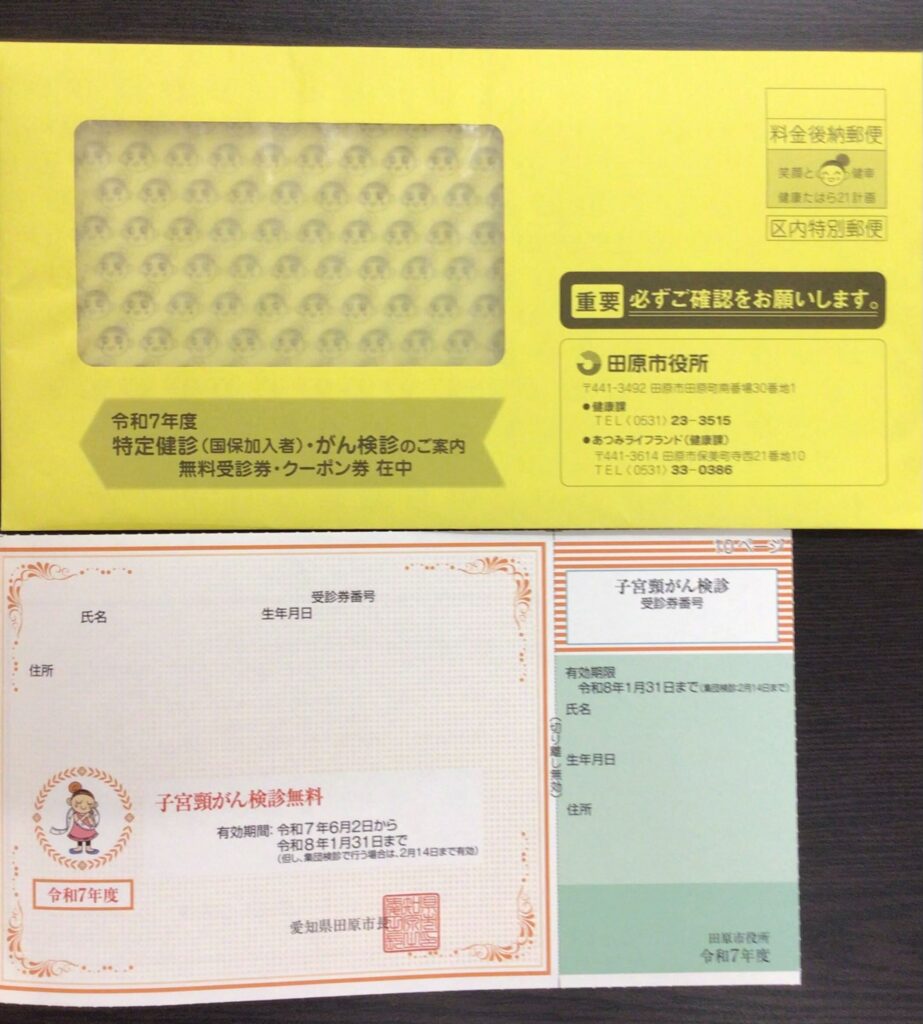 料金後納郵便
笑顔と健幸
健康たはら21計画
区内特別郵便
重要 必ずご確認をお願いします。
田原市役所
〒441-3492 田原市田原町南番場30番地1
●健康課
TEL〈0531〉23-3515
●あつみライフランド(健康課)
〒441-3614 田原市保美町寺西21番地10
TEL〈0531〉33-0386
令和7年度
特定健診(国保加入者)・がん検診のご案内
無料受診券・クーポン券 在中
受診券番号
氏名
生年月日
住所
子宮頸がん検診無料
有効期間: 令和7年6月2日から
令和8年1月31日まで
(但し、集団検診で行う場合は、2月14日まで有効)
令和7年度
愛知県田原市長
(切り離し無効)
10ページ
子宮頸がん検診
受診券番号
有効期限
令和8年1月31日まで(集団検診:2月14日まで)
氏名
生年月日
住所
田原市役所
令和7年度